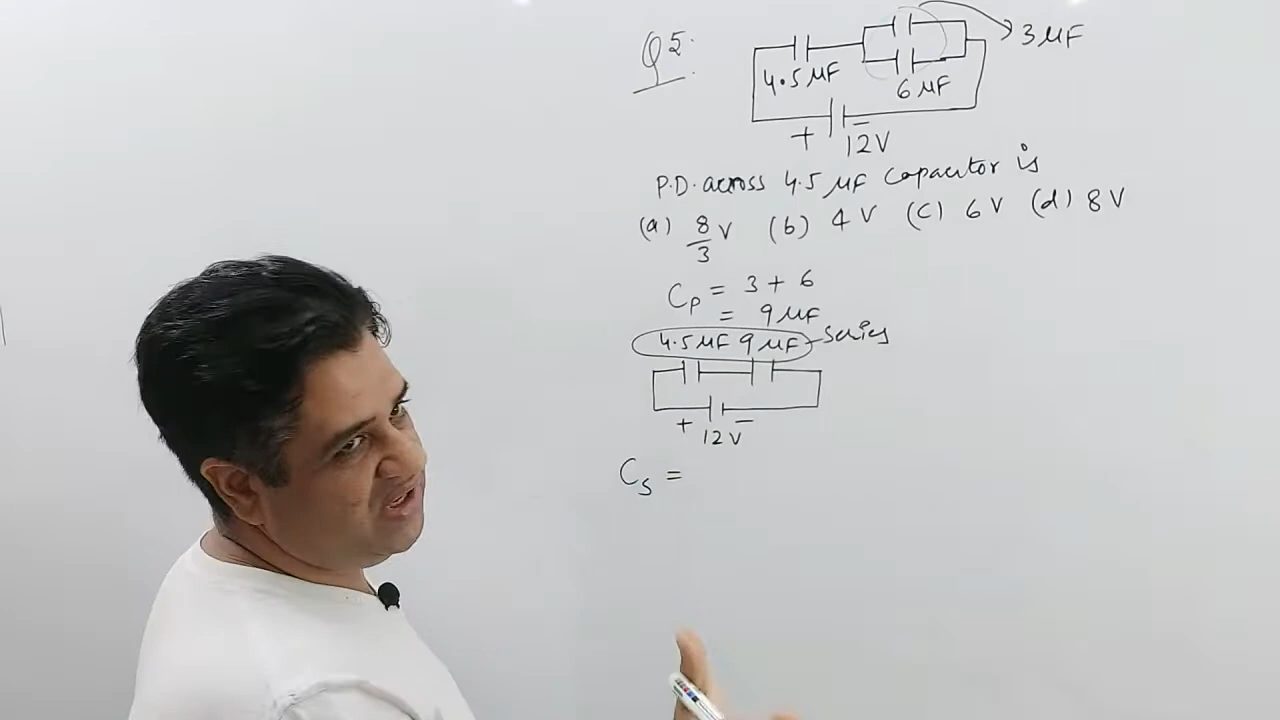 Q5.
3 μF
4.5 μF
6 μF
+ − 12V
P.D. across 4.5 μF capacitor is
(a) 8/3 V (b) 4 V (c) 6 V (d) 8 V
Cp = 3 + 6
= 9 μF
4.5 μF 9 μF series
+ 12V −
Cs =